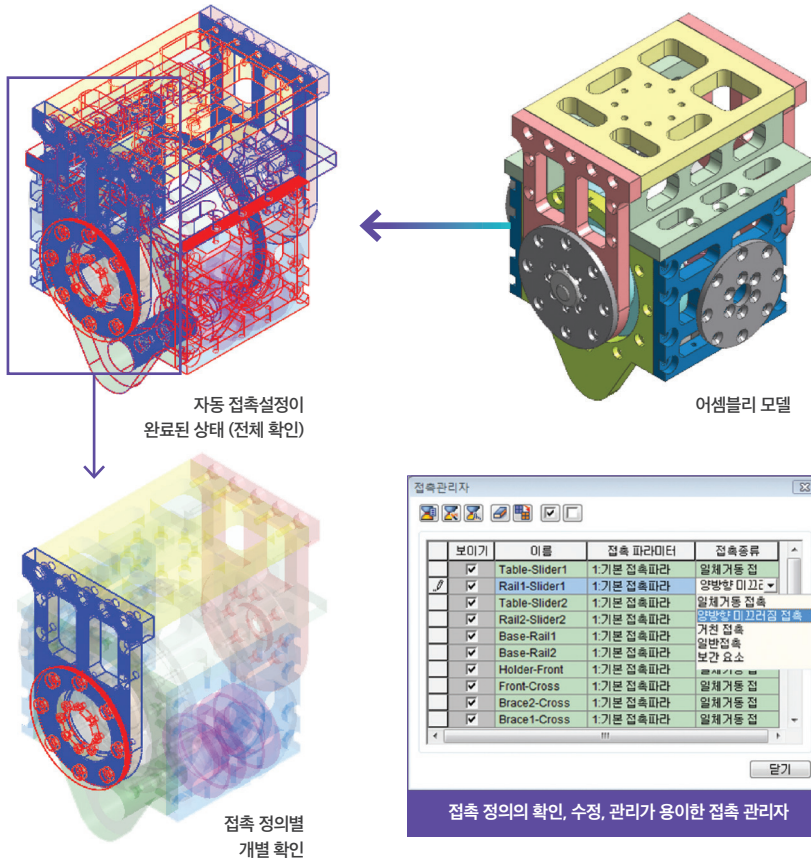 자동 접촉설정이
완료된 상태 (전체 확인)
어셈블리 모델
접촉 정의별
개별 확인
접촉관리자
보이기 이름 접촉 파라미터 접촉종류
Table-Slider1 1:기본 접촉파라 일체거동 접
Rail1-Slider1 1:기본 접촉파라 양방향 미끄러
Table-Slider2 1:기본 접촉파라 일체거동 접촉
Rail2-Slider2 1:기본 접촉파라 양방향 미끄러짐 접촉
Base-Rail1 1:기본 접촉파라 거친 접촉
일반접촉
Base-Rail2 1:기본 접촉파라 보간 요소
Holder-Front 1:기본 접촉파라
Front-Cross 1:기본 접촉파라 일체거동 접
Brace2-Cross 1:기본 접촉파라 일체거동 접
Brace1-Cross 1:기본 접촉파라 일체거동 접
닫기
접촉 정의의 확인, 수정, 관리가 용이한 접촉 관리자